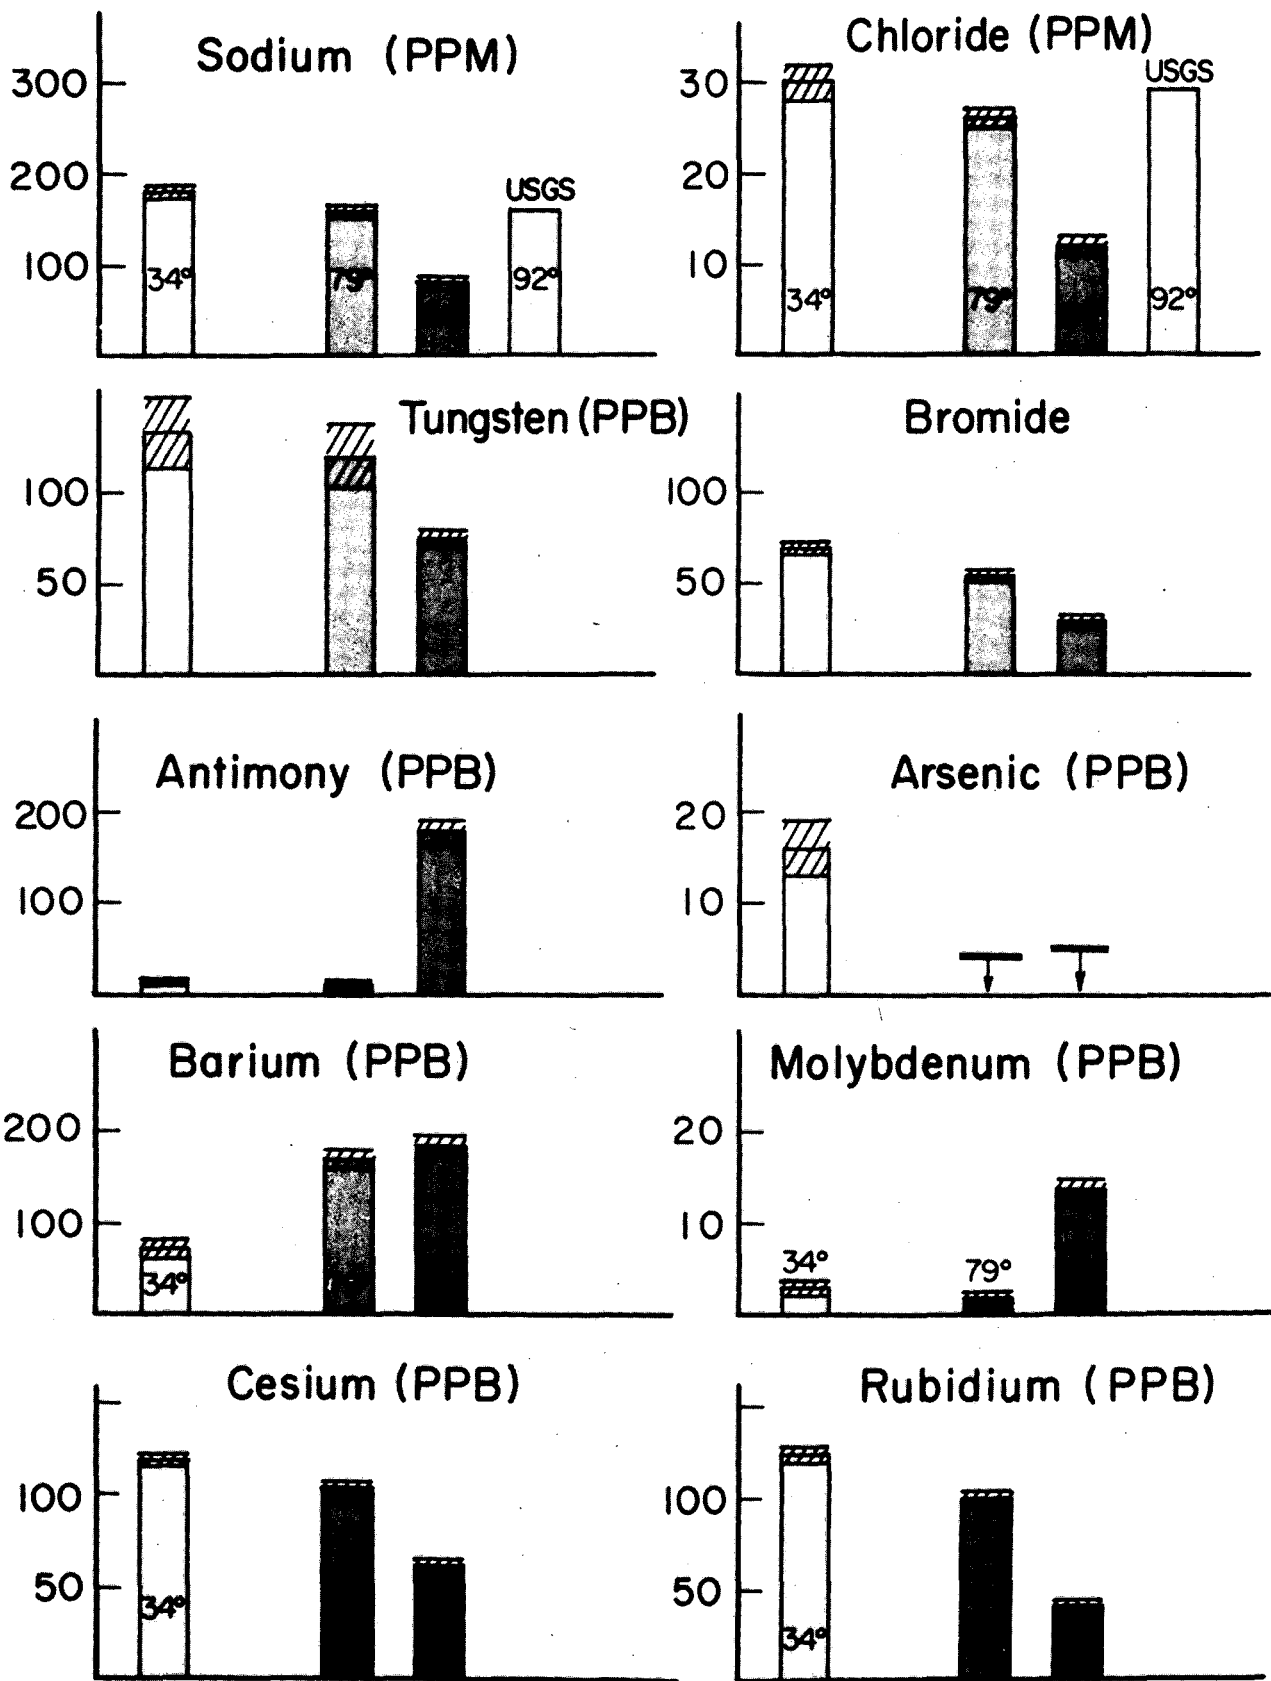 Sodium (PPM)
300
200
100
34°
79°
USGS
92°
Chloride (PPM)
30
20
10
34°
79°
USGS
92°
Tungsten (PPB)
100
50
Bromide
100
50
Antimony (PPB)
200
100
Arsenic (PPB)
20
10
Barium (PPB)
200
100
34°
Molybdenum (PPB)
20
10
34°
79°
Cesium (PPB)
100
50
34°
Rubidium (PPB)
100
50
34°